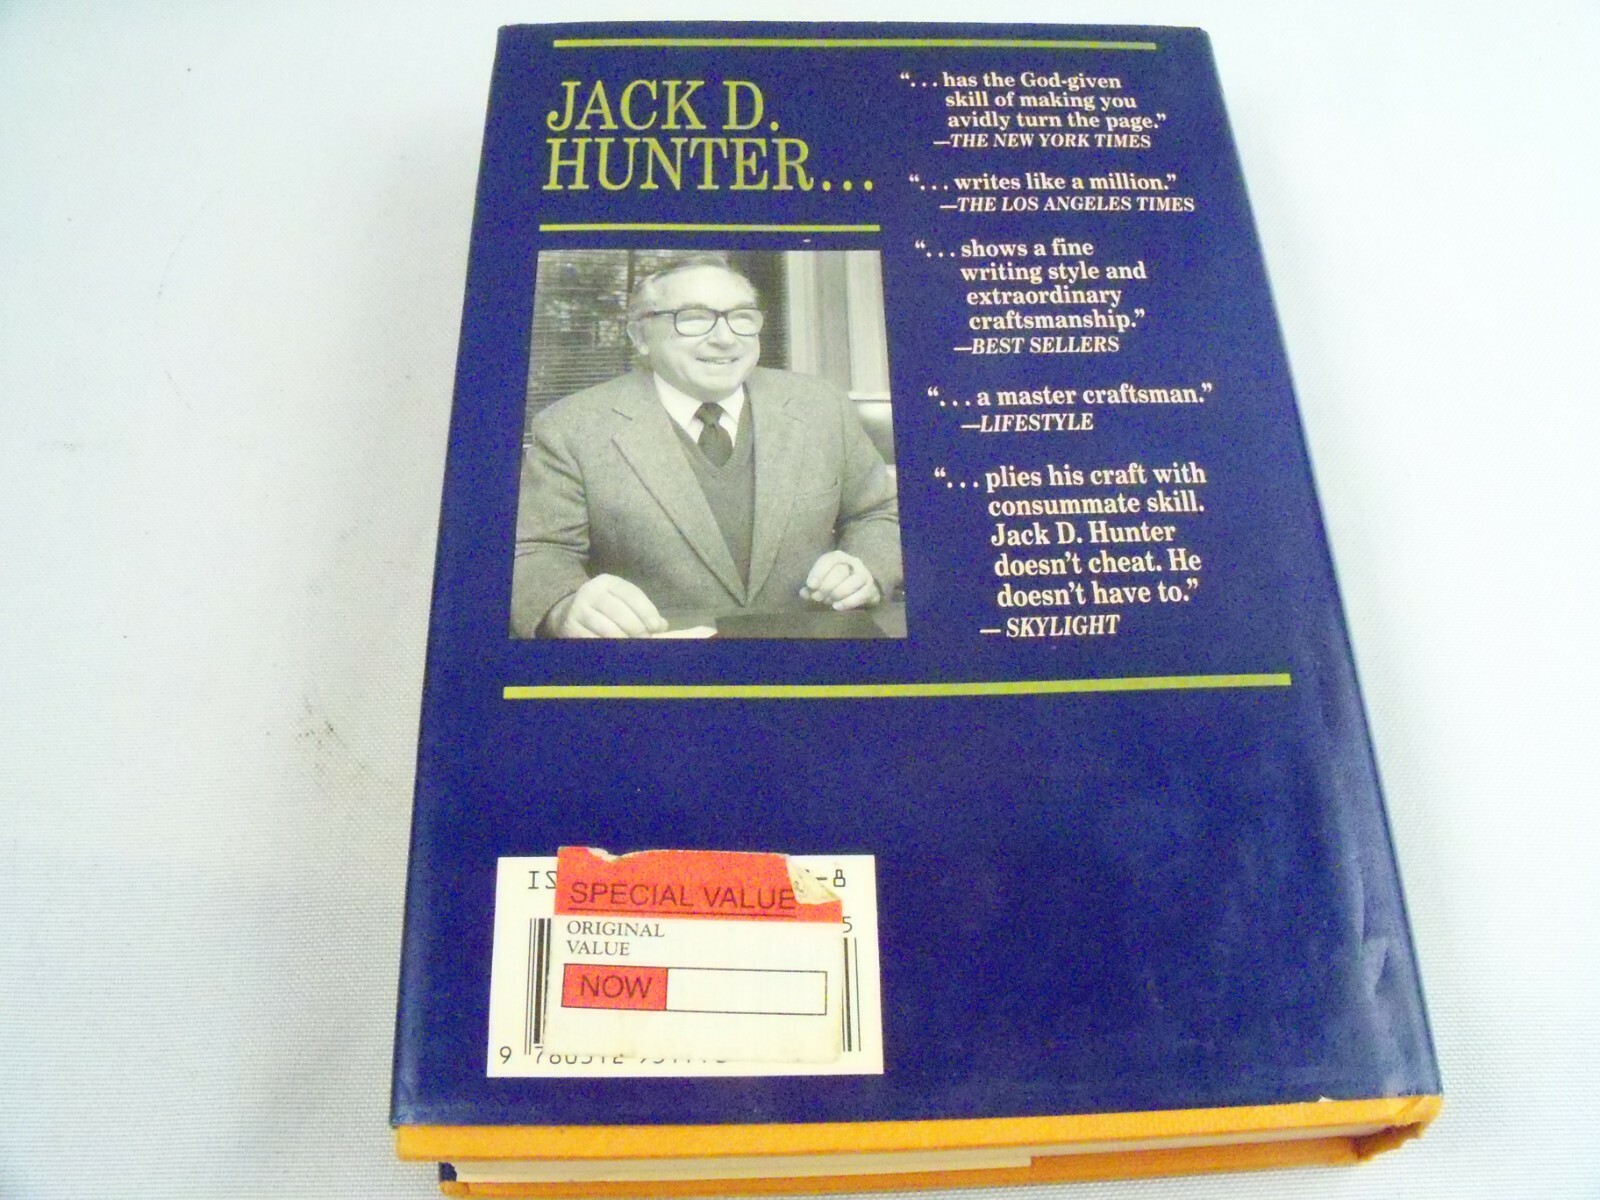 JACK D.
HUNTER...
“...has the God-given
skill of making you
avidly turn the page.”
—THE NEW YORK TIMES
“...writes like a million.”
—THE LOS ANGELES TIMES
“...shows a fine
writing style and
extraordinary
craftsmanship.”
—BEST SELLERS
“...a master craftsman.”
—LIFESTYLE
“...plies his craft with
consummate skill.
Jack D. Hunter
doesn’t cheat. He
doesn’t have to.”
— SKYLIGHT
-8
SPECIAL VALUE
5
ORIGINAL
VALUE
NOW
9